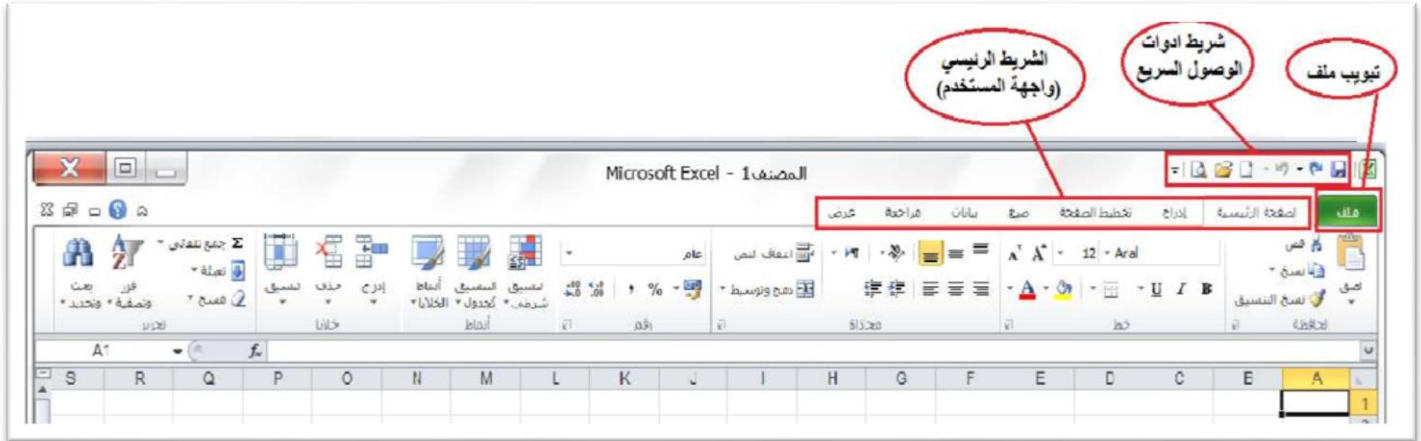 شريط ادوات
الوصول السريع
الشريط الرئيسي
(واجهة المستخدم)
تبويب ملف
المصنف1 - Microsoft Excel
ملف الصفحة الرئيسية إدراج تخطيط الصفحة صيغ بيانات مراجعة عرض
قص
نسخ
نسخ التنسيق
لصق
الحافظة
Arial 12
B I U
خط
التفاف النص
دمج وتوسيط
محاذاة
عام
%
رقم
تنسيق شرطي
التنسيق كجدول
أنماط الخلايا
أنماط
إدراج حذف تنسيق
خلايا
Σ جمع تلقائي
تعبئة
مسح
فرز وتصفية
بحث وتحديد
تحرير
A1
fx
A B C D E F G H I J K L M N O P Q R S
1